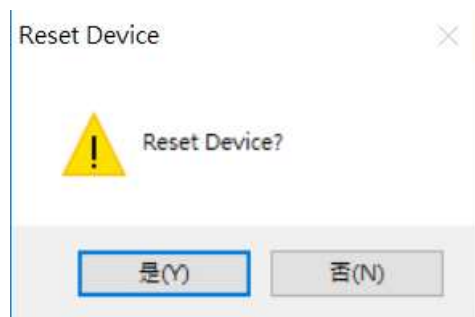 Reset Device
Reset Device?
是(Y)
否(N)